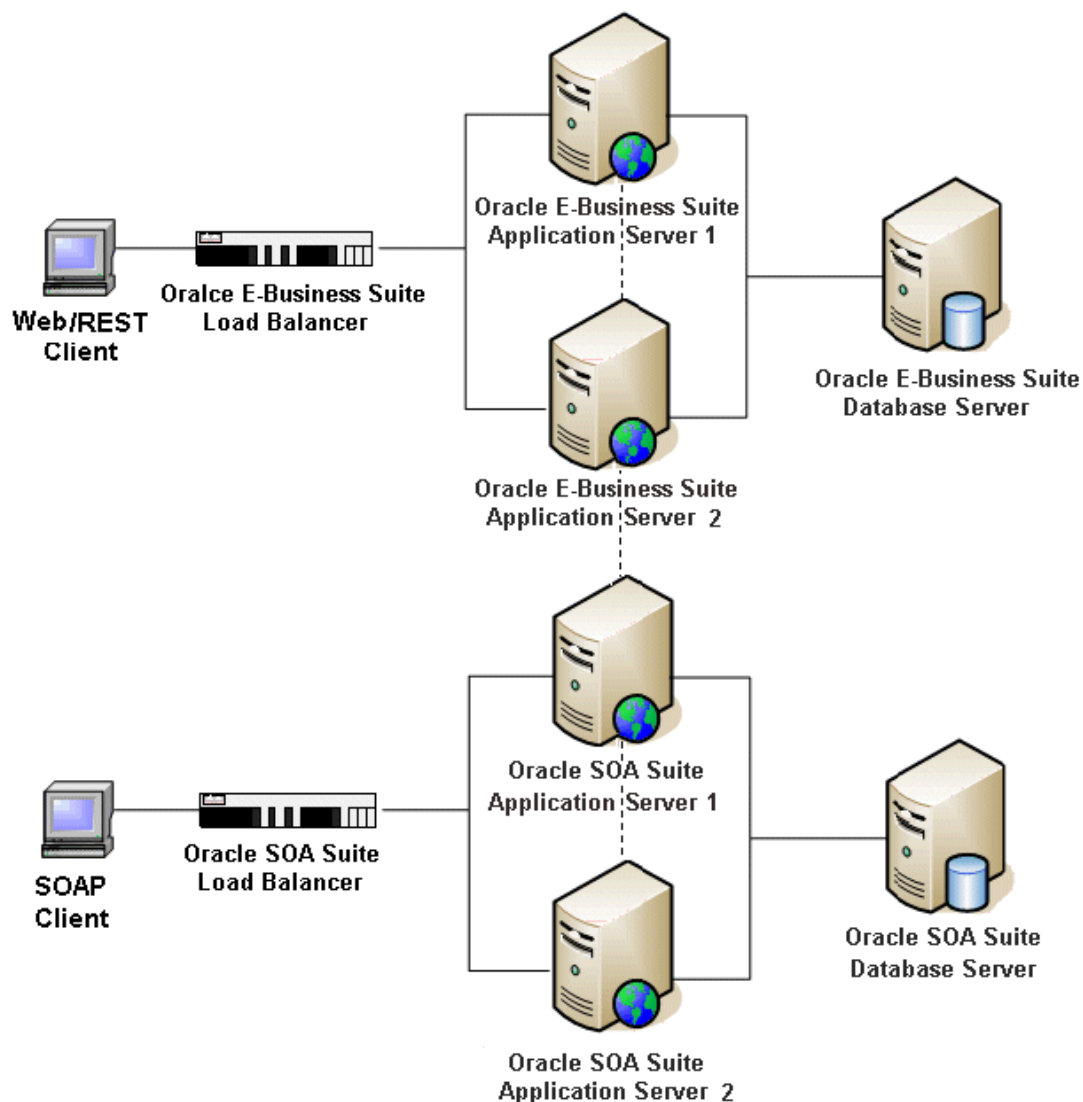 Oracle E-Business Suite
Application Server 1
Web/REST
Client
Oralce E-Business Suite
Load Balancer
Oracle E-Business Suite
Database Server
Oracle E-Business Suite
Application Server 2
Oracle SOA Suite
Application Server 1
SOAP
Client
Oracle SOA Suite
Load Balancer
Oracle SOA Suite
Database Server
Oracle SOA Suite
Application Server 2